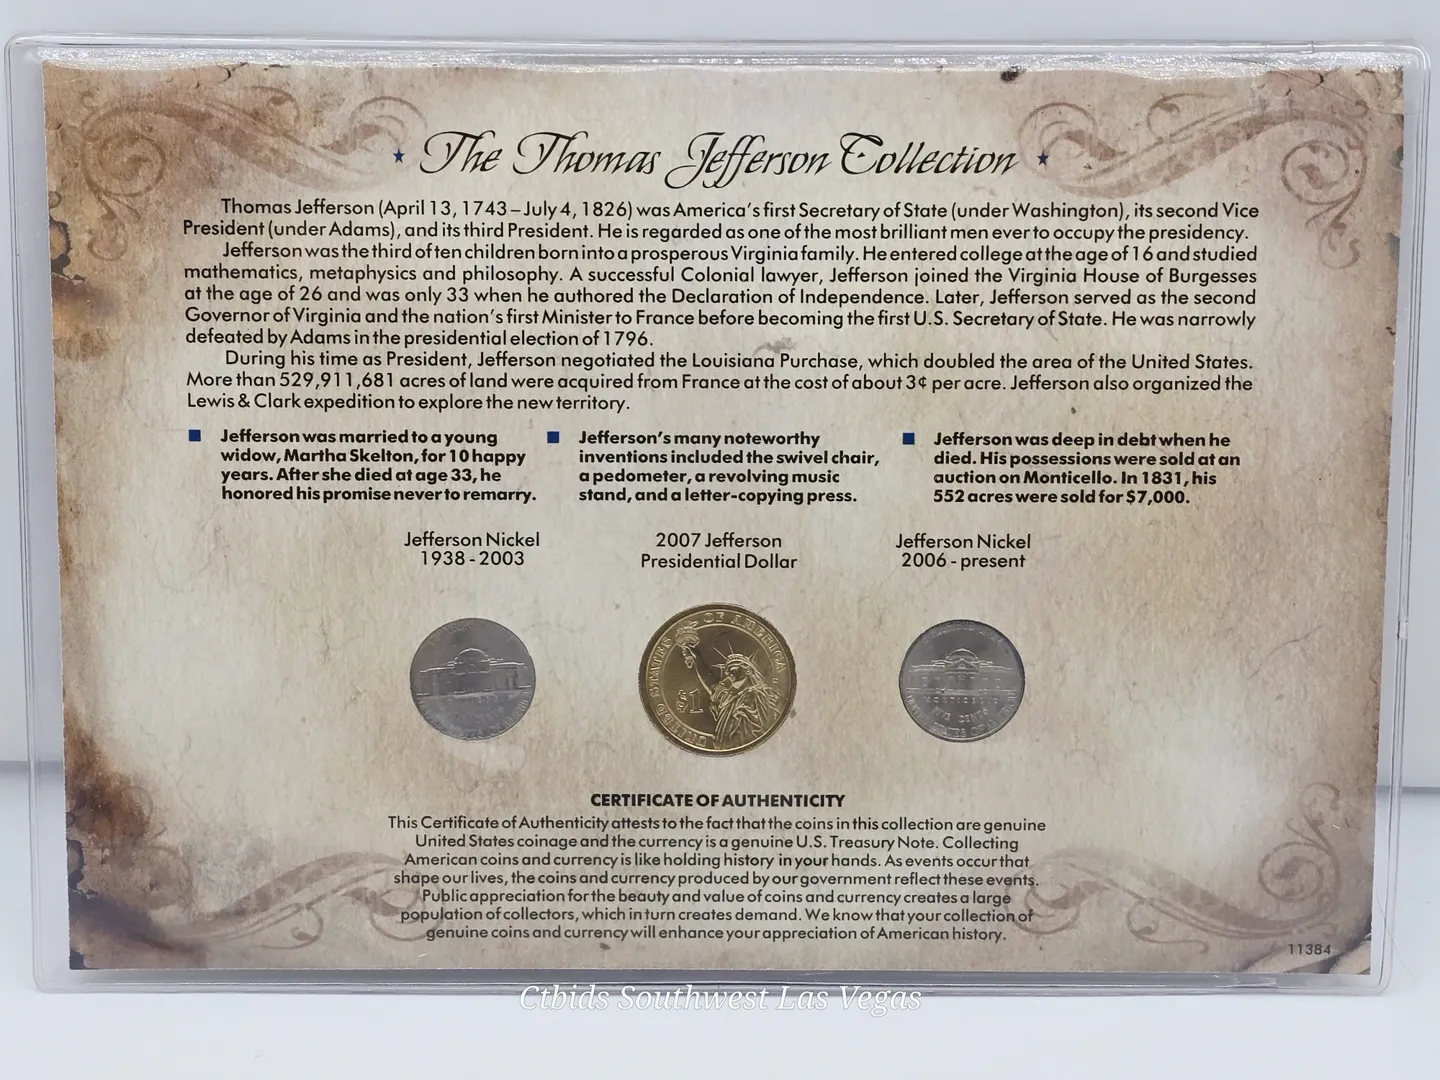 The Thomas Jefferson Collection
Thomas Jefferson (April 13, 1743 – July 4, 1826) was America's first Secretary of State (under Washington), its second Vice
President (under Adams), and its third President. He is regarded as one of the most brilliant men ever to occupy the presidency.
Jefferson was the third of ten children born into a prosperous Virginia family. He entered college at the age of 16 and studied
mathematics, metaphysics and philosophy. A successful Colonial lawyer, Jefferson joined the Virginia House of Burgesses
at the age of 26 and was only 33 when he authored the Declaration of Independence. Later, Jefferson served as the second
Governor of Virginia and the nation's first Minister to France before becoming the first U.S. Secretary of State. He was narrowly
defeated by Adams in the presidential election of 1796.
During his time as President, Jefferson negotiated the Louisiana Purchase, which doubled the area of the United States.
More than 529,911,681 acres of land were acquired from France at the cost of about 3¢ per acre. Jefferson also organized the
Lewis & Clark expedition to explore the new territory.
Jefferson was married to a young
widow, Martha Skelton, for 10 happy
years. After she died at age 33, he
honored his promise never to remarry.
Jefferson's many noteworthy
inventions included the swivel chair,
a pedometer, a revolving music
stand, and a letter-copying press.
Jefferson was deep in debt when he
died. His possessions were sold at an
auction on Monticello. In 1831, his
552 acres were sold for $7,000.
Jefferson Nickel
1938 - 2003
2007 Jefferson
Presidential Dollar
Jefferson Nickel
2006 - present
UNITED STATES OF AMERICA
$1
MONTICELLO
FIVE CENTS
CERTIFICATE OF AUTHENTICITY
This Certificate of Authenticity attests to the fact that the coins in this collection are genuine
United States coinage and the currency is a genuine U.S. Treasury Note. Collecting
American coins and currency is like holding history in your hands. As events occur that
shape our lives, the coins and currency produced by our government reflect these events.
Public appreciation for the beauty and value of coins and currency creates a large
population of collectors, which in turn creates demand. We know that your collection of
genuine coins and currency will enhance your appreciation of American history.
11384
Ctbids Southwest Las Vegas